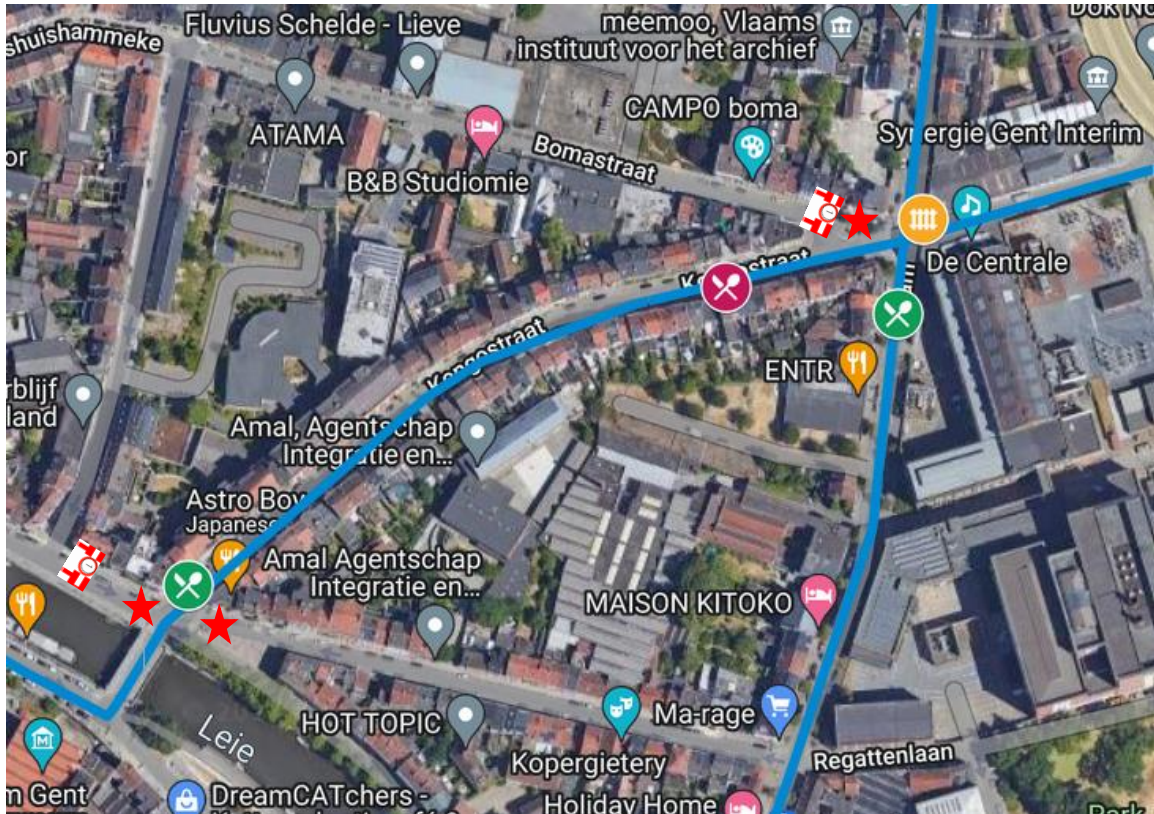 Fluvius Schelde - Lieve
meemoo, Vlaams
instituut voor het archief
shuishammeke
CAMPO boma
ATAMA
Synergie Gent Interim
Bomastraat
B&B Studiomie
or
De Centrale
Kongostraat
ENTR
rblijf
land
Amal, Agentschap
Integratie en...
Astro Boy
Japanese
Amal Agentschap
Integratie en...
MAISON KITOKO
HOT TOPIC
Ma-rage
Leie
Kopergietery
Regattenlaan
m Gent
DreamCATchers -
Holiday Home